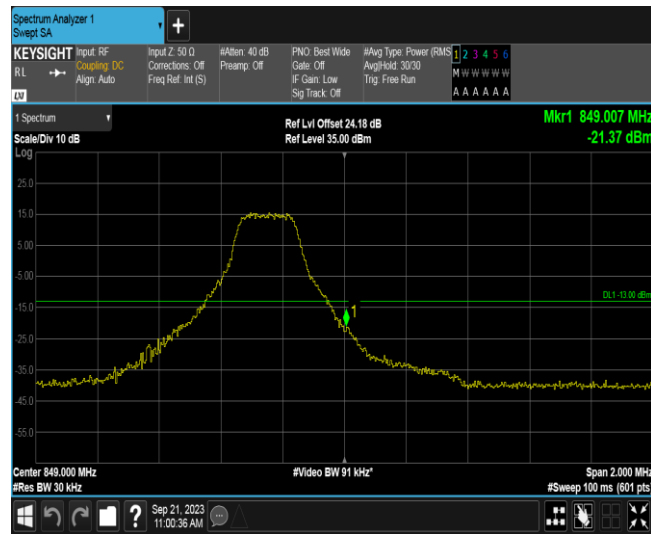 Spectrum Analyzer 1
Swept SA
+
KEYSIGHT
RL
LXI
Input: RF
Coupling: DC
Align: Auto
Input Z: 50 Ω
Corrections: Off
Freq Ref: Int (S)
#Atten: 40 dB
Preamp: Off
PNO: Best Wide
Gate: Off
IF Gain: Low
Sig Track: Off
#Avg Type: Power (RMS
Avg|Hold: 30/30
Trig: Free Run
1 2 3 4 5 6
M W W W W W
A A A A A A
1 Spectrum
Scale/Div 10 dB
Log
Ref Lvl Offset 24.18 dB
Ref Level 35.00 dBm
Mkr1 849.007 MHz
-21.37 dBm
25.0
15.0
5.00
-5.00
-15.0
-25.0
-35.0
-45.0
-55.0
DL1 -13.00 dBm
1
Center 849.000 MHz
#Res BW 30 kHz
#Video BW 91 kHz*
Span 2.000 MHz
#Sweep 100 ms (601 pts)
?
Sep 21, 2023
11:00:36 AM